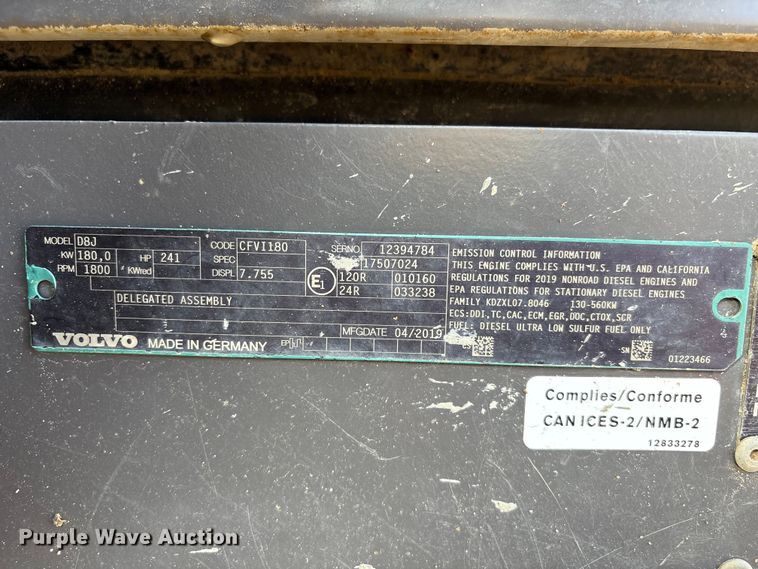 MODEL D8J CODE CFVI180 SERNO 12394784
KW 180,0 HP 241 SPEC 17507024
RPM 1800 KWred DISPL 7.755 E1 120R 010160
24R 033238
DELEGATED ASSEMBLY
MFGDATE 04/2019
VOLVO MADE IN GERMANY EP ES
EMISSION CONTROL INFORMATION
THIS ENGINE COMPLIES WITH U.S. EPA AND CALIFORNIA
REGULATIONS FOR 2019 NONROAD DIESEL ENGINES AND
EPA REGULATIONS FOR STATIONARY DIESEL ENGINES
FAMILY KDZXL07.8046 130-560KW
ECS:DDI,TC,CAC,ECM,EGR,DOC,CTOX,SCR
FUEL: DIESEL ULTRA LOW SULFUR FUEL ONLY
SN 01223466
Complies/Conforme
CAN ICES-2/NMB-2
12833278
Purple Wave Auction